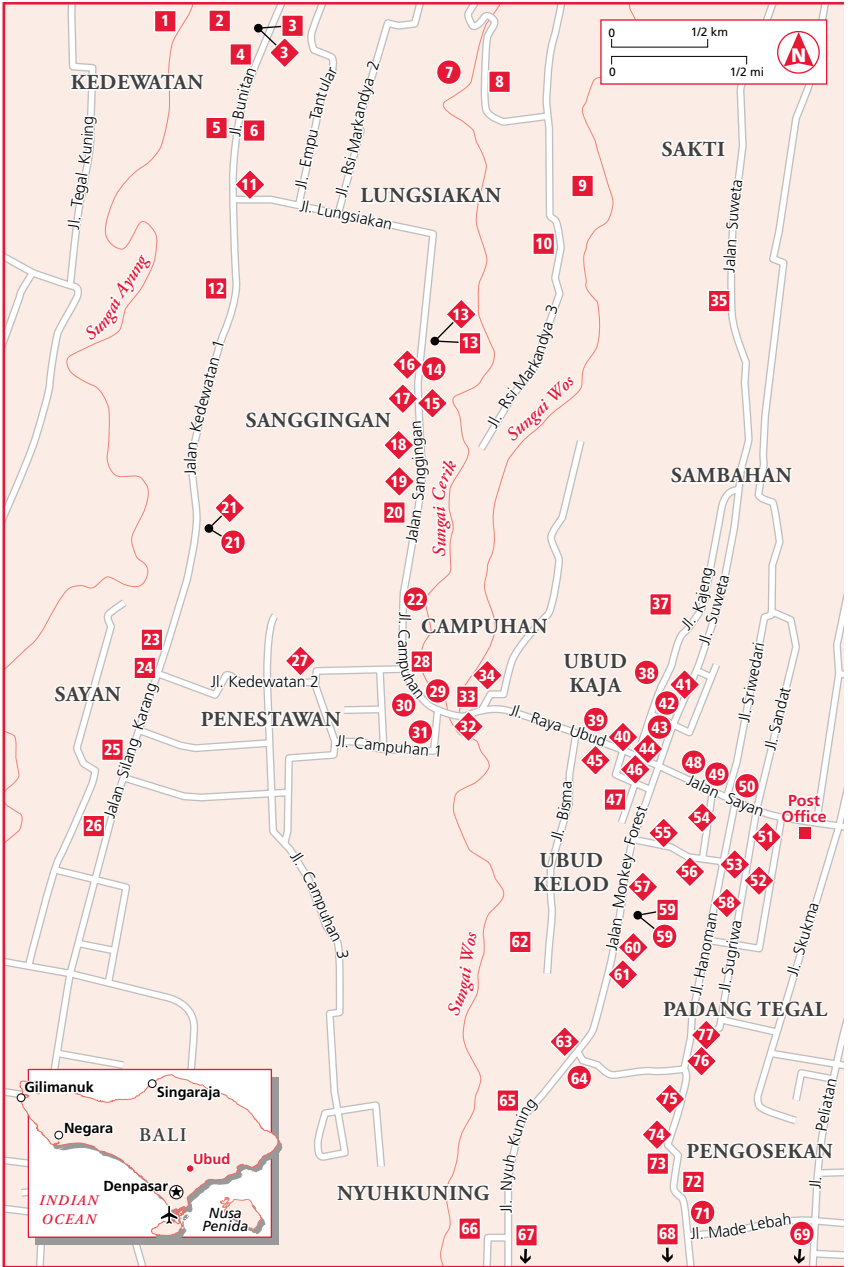 1
2
3
3
4
KEDEWATAN
Jl. Bunitan
5
6
Jl. Tegal Kuning
Jl. Empu Tantular
Jl. Rsi Markandya 2
7
8
0 1/2 km
0 1/2 mi
N
SAKTI
9
11
LUNGSIAKAN
Jl. Lungsiakan
10
Jalan Suweta
Sungai Ayung
12
35
13
13
16
14
17
15
Jalan Kedewatan 1
SANGGINGAN
Jl. Rsi Markandya 3
Sungai Wos
18
19
20
Jalan Sanggingan
Sungai Cerik
SAMBAHAN
21
21
22
Jl. Kajeng
Jl. Suweta
37
CAMPUHAN
Jl. Campuhan
23
24
27
28
34
UBUD
KAJA
38
41
Jl. Sriwedari
Jl. Sandat
SAYAN
Jl. Kedewatan 2
29
33
30
42
PENESTAWAN
31
32
Jl. Raya Ubud
39
43
40
44
Jl. Campuhan 1
25
Jalan Silang Karang
45
46
48
49
50
Jalan Sayan
47
Post
Office
26
Jl. Bisma
54
51
55
Jl. Campuhan 3
UBUD
KELOD
53
56
52
57
58
Jalan Monkey Forest
59
59
60
61
62
Jl. Hanoman
Jl. Sugriwa
Jl. Skukma
Sungai Wos
PADANG TEGAL
77
63
76
64
65
75
Jl. Nyuh Kuning
74
PENGOSEKAN
73
72
Jl. Peliatan
NYUHKUNING
71
Jl. Made Lebah
66
67
68
69
Gilimanuk
Singaraja
Negara
BALI
Ubud
Denpasar
INDIAN
OCEAN
Nusa
Penida